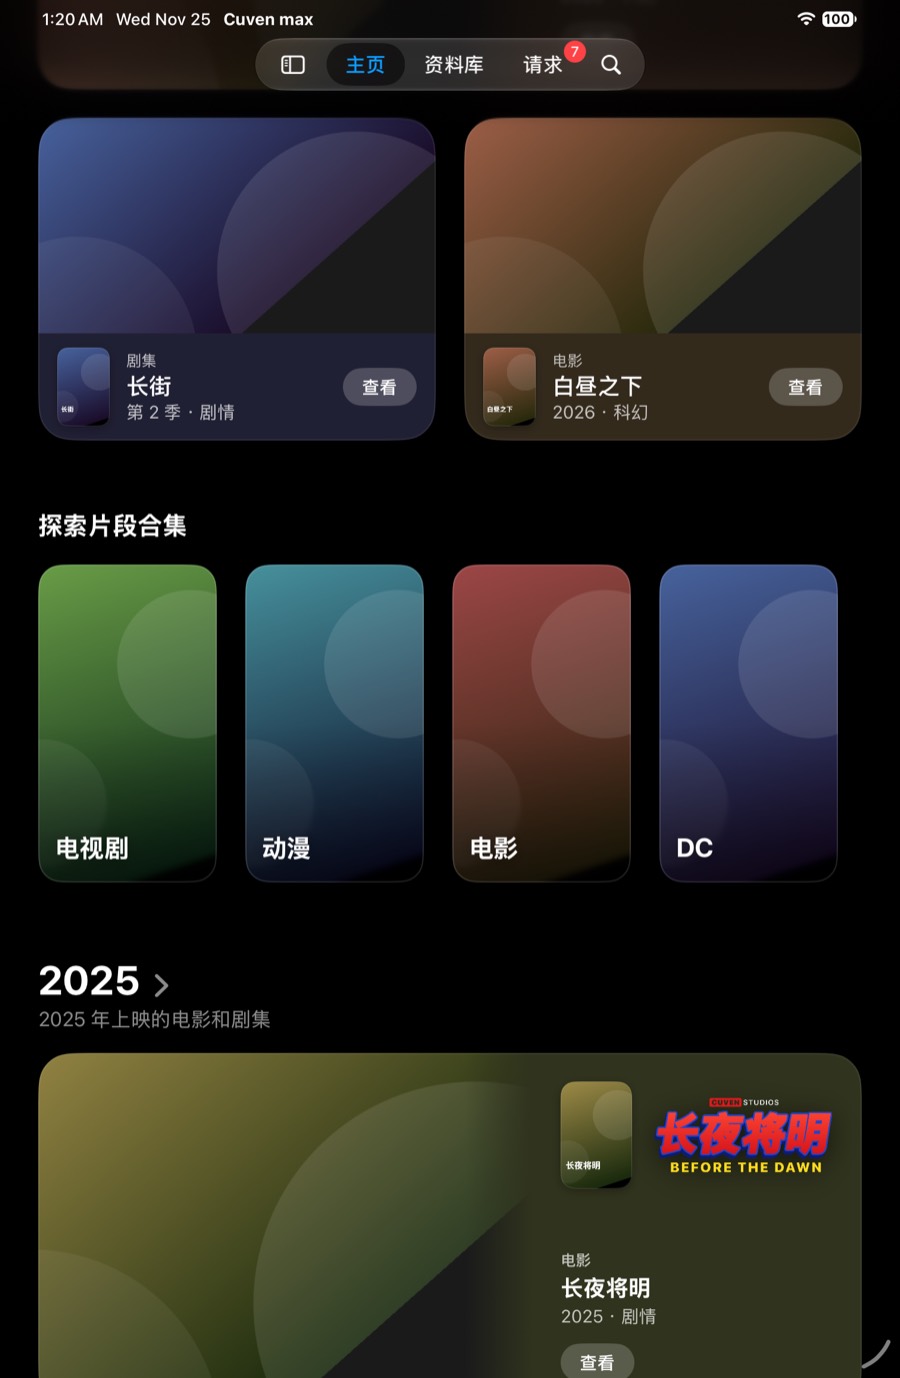 1:20 AM Wed Nov 25 Cuven max
100
主页 资料库 请求 7
剧集
长街
第 2 季 · 剧情
查看
长街
电影
白昼之下
2026 · 科幻
查看
白昼之下
探索片段合集
电视剧
动漫
电影
DC
2025
2025 年上映的电影和剧集
长夜将明
CUVEN STUDIOS
长夜将明
BEFORE THE DAWN
电影
长夜将明
2025 · 剧情
查看